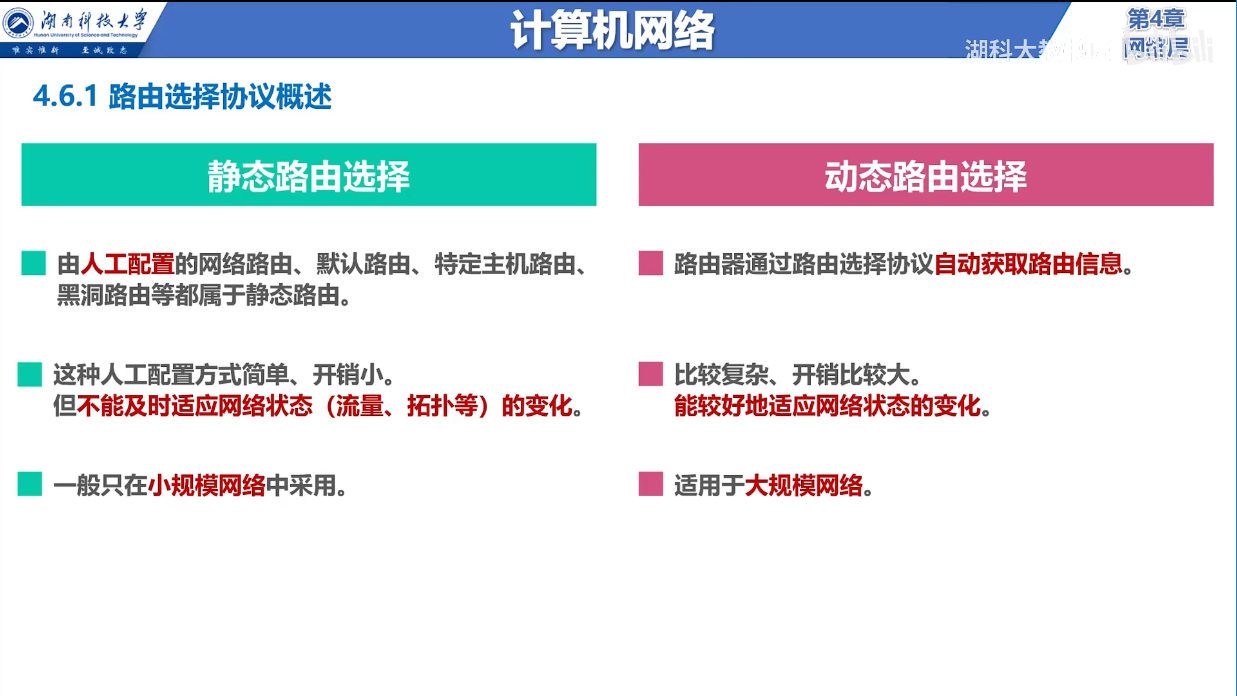 湖南科技大学
Hunan University of Science and Technology
唯实惟新 至诚致志
计算机网络
第4章
网络层
湖科大教
4.6.1 路由选择协议概述
静态路由选择
由人工配置的网络路由、默认路由、特定主机路由、
黑洞路由等都属于静态路由。
这种人工配置方式简单、开销小。
但不能及时适应网络状态（流量、拓扑等）的变化。
一般只在小规模网络中采用。
动态路由选择
路由器通过路由选择协议自动获取路由信息。
比较复杂、开销比较大。
能较好地适应网络状态的变化。
适用于大规模网络。